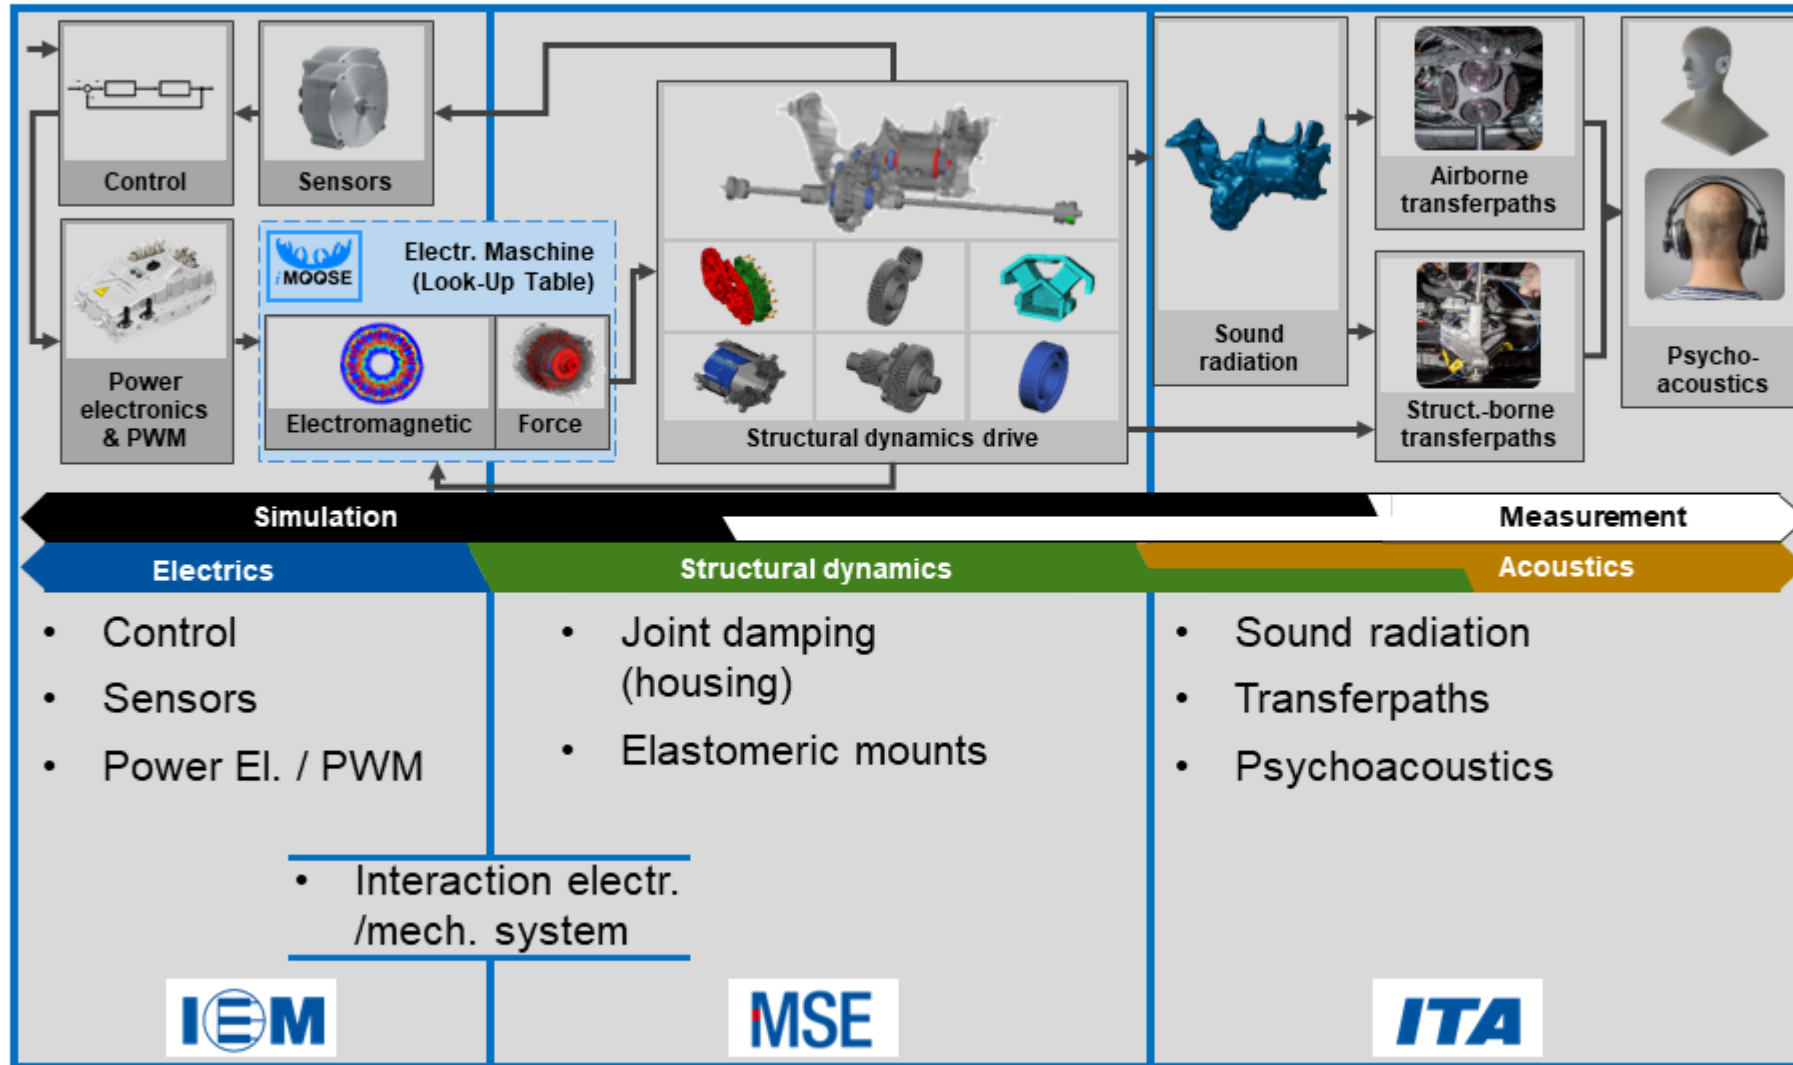 Control
Sensors
Power
electronics
& PWM
iMOOSE
Electr. Maschine
(Look-Up Table)
Electromagnetic
Force
Structural dynamics drive
Sound
radiation
Airborne
transferpaths
Struct.-borne
transferpaths
Psycho-
acoustics
Simulation
Measurement
Electrics
Structural dynamics
Acoustics
• Control
• Sensors
• Power El. / PWM
• Joint damping
(housing)
• Elastomeric mounts
• Sound radiation
• Transferpaths
• Psychoacoustics
• Interaction electr.
/mech. system
IEM
MSE
ITA